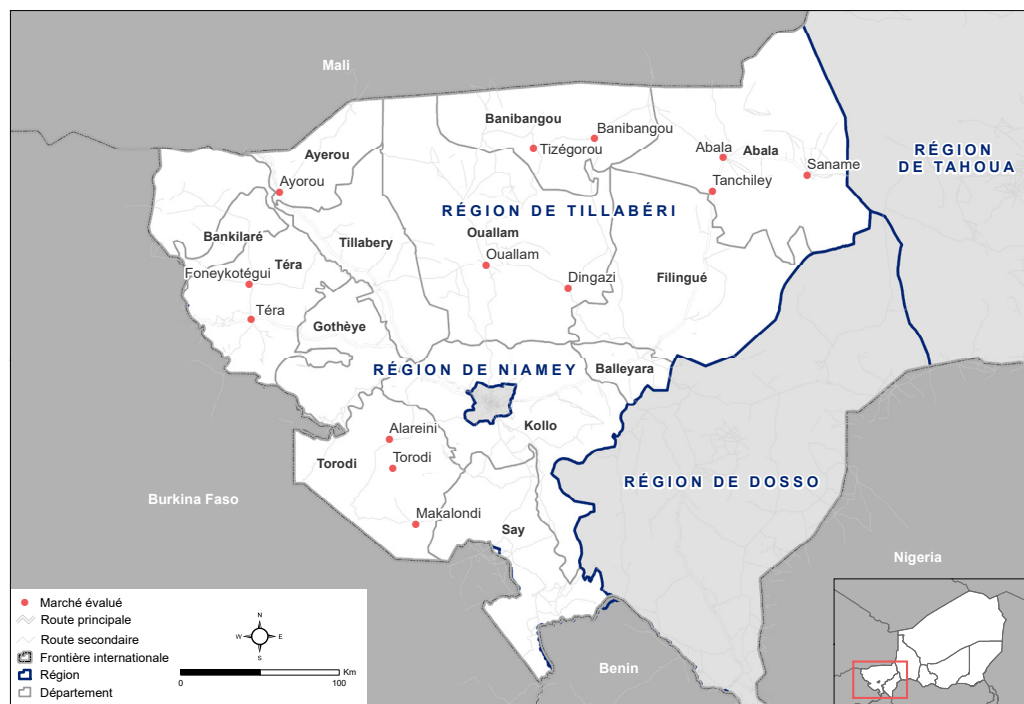 Mali
Banibangou
Banibangou
Tizégorou
Ayerou
Ayorou
Abala
Abala
Saname
Tanchiley
RÉGION
DE TAHOUA
RÉGION DE TILLABÉRI
Bankilaré
Tillabery
Ouallam
Ouallam
Téra
Foneykotégui
Dingazi
Filingué
Téra
Gothèye
RÉGION DE NIAMEY
Balleyara
Alareini
Kollo
Torodi
Torodi
RÉGION DE DOSSO
Burkina Faso
Makalondi
Say
Nigeria
Benin
Marché évalué
Route principale
Route secondaire
Frontière internationale
Région
Département
N
W E
S
Km
0 100